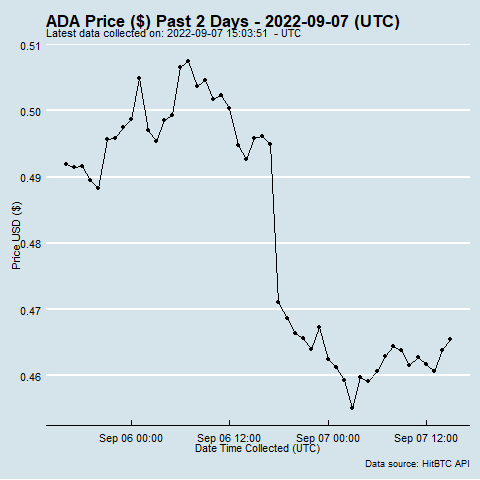 ADA Price ($) Past 2 Days - 2022-09-07 (UTC)
Latest data collected on: 2022-09-07 15:03:51  - UTC
0.51
0.50
0.49
0.48
0.47
0.46
Price USD ($)
Sep 06 00:00
Sep 06 12:00
Sep 07 00:00
Sep 07 12:00
Date Time Collected (UTC)
Data source: HitBTC API